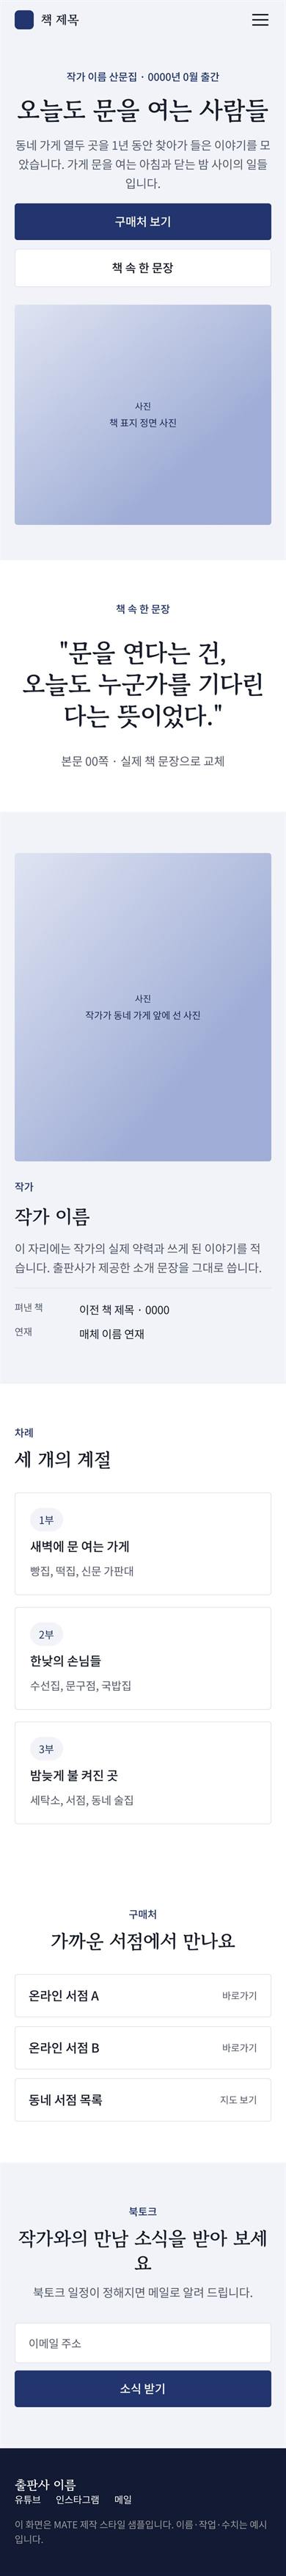 책 제목
작가 이름 산문집 · 0000년 0월 출간
오늘도 문을 여는 사람들
동네 가게 열두 곳을 1년 동안 찾아가 들은 이야기를 모
았습니다. 가게 문을 여는 아침과 닫는 밤 사이의 일들
입니다.
구매처 보기
책 속 한 문장
사진
책 표지 정면 사진
책 속 한 문장
"문을 연다는 건,
오늘도 누군가를 기다린
다는 뜻이었다."
본문 00쪽 · 실제 책 문장으로 교체
사진
작가가 동네 가게 앞에 선 사진
작가
작가 이름
이 자리에는 작가의 실제 약력과 쓰게 된 이야기를 적
습니다. 출판사가 제공한 소개 문장을 그대로 씁니다.
펴낸 책 이전 책 제목 · 0000
연재 매체 이름 연재
차례
세 개의 계절
1부
새벽에 문 여는 가게
빵집, 떡집, 신문 가판대
2부
한낮의 손님들
수선집, 문구점, 국밥집
3부
밤늦게 불 켜진 곳
세탁소, 서점, 동네 술집
구매처
가까운 서점에서 만나요
온라인 서점 A 바로가기
온라인 서점 B 바로가기
동네 서점 목록 지도 보기
북토크
작가와의 만남 소식을 받아 보세
요
북토크 일정이 정해지면 메일로 알려 드립니다.
이메일 주소
소식 받기
출판사 이름
유튜브 인스타그램 메일
이 화면은 MATE 제작 스타일 샘플입니다. 이름·작업·수치는 예시
입니다.